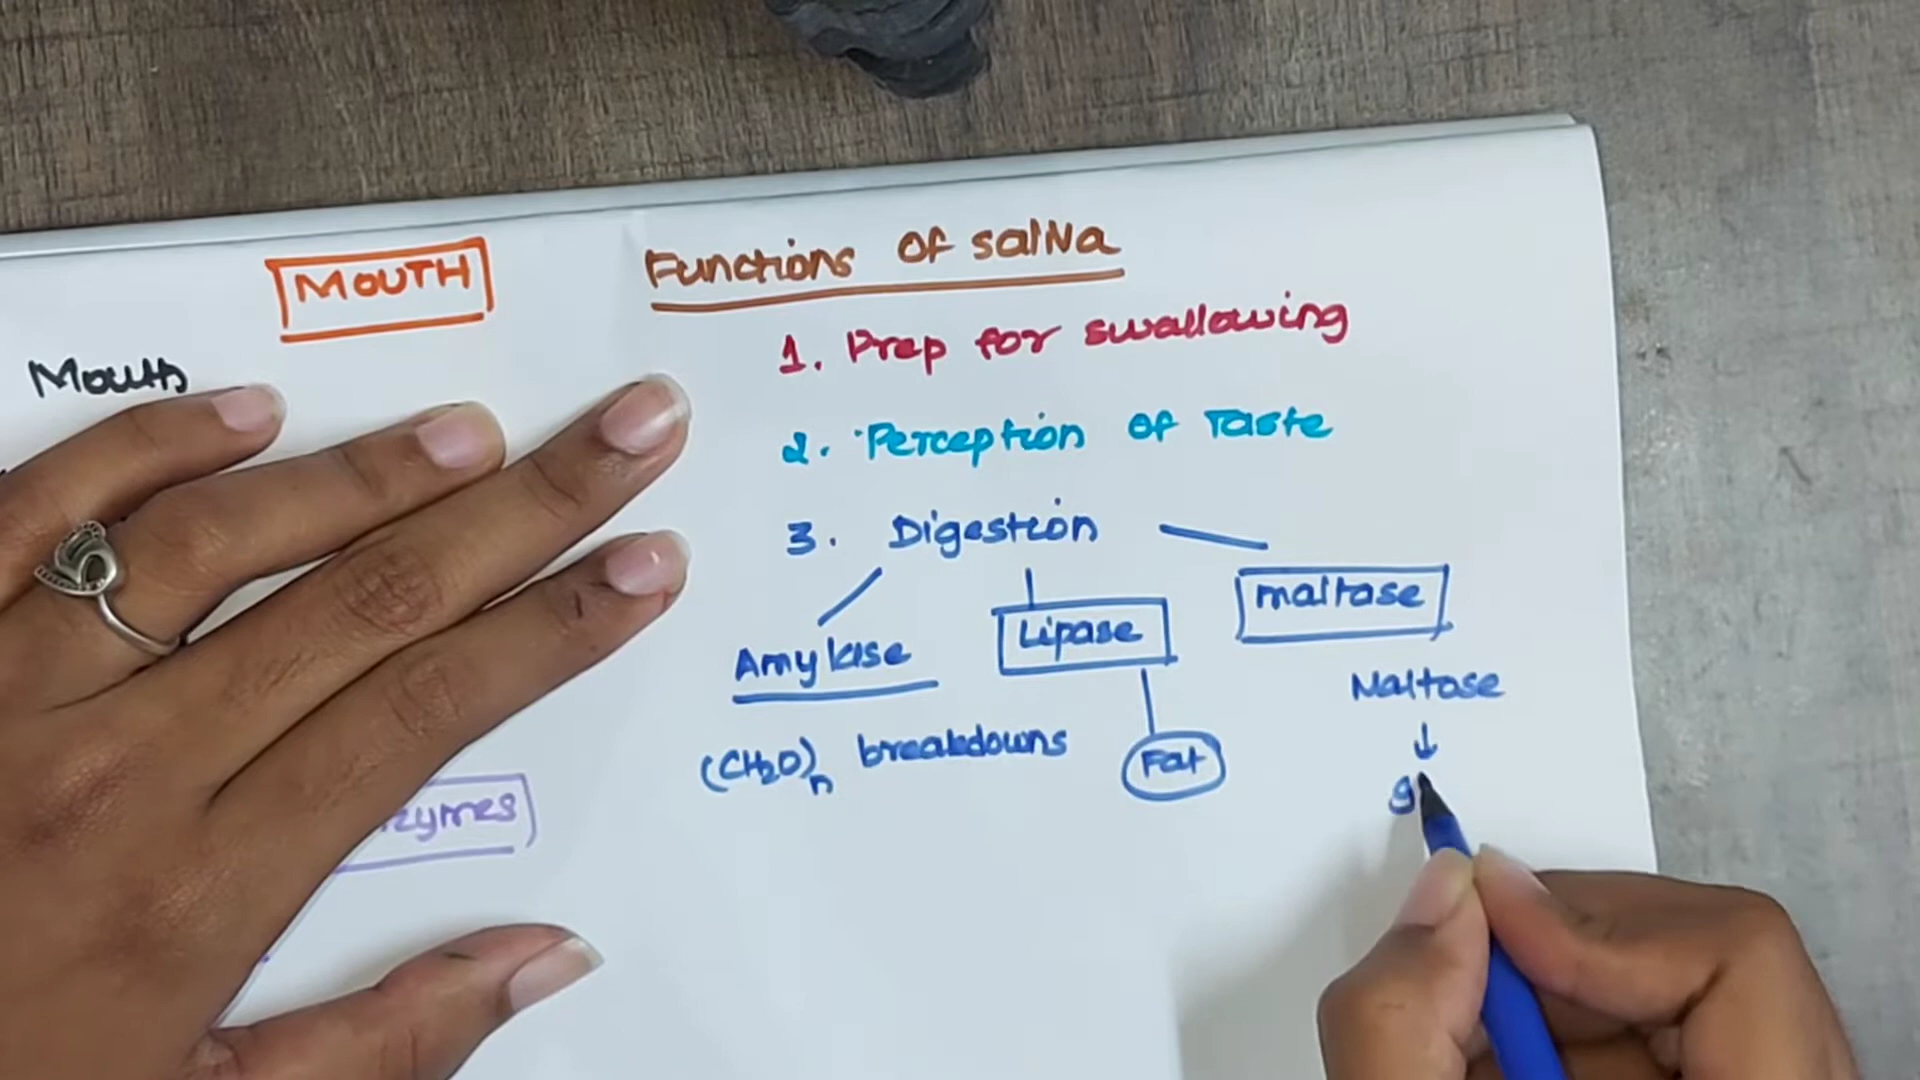 MOUTH
Mouth
zymes
Functions of saliva
1. Prep for swallowing
2. Perception of Taste
3. Digestion
Amylase
Lipase
maltase
(CH2O)n breakdowns
Fat
Maltose
↓
g